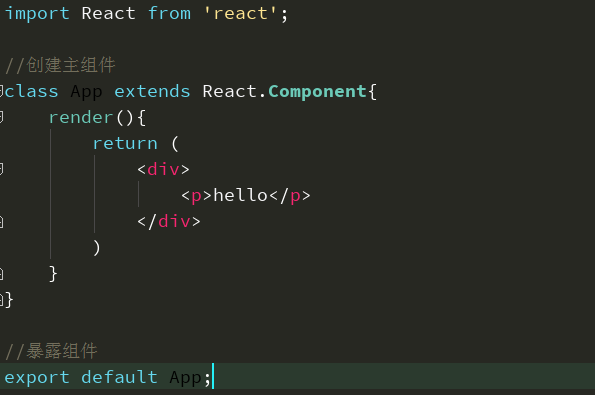 import React from 'react';
//创建主组件
class App extends React.Component{
render(){
return (
<div>
<p>hello</p>
</div>
)
}
}
//暴露组件
export default App;